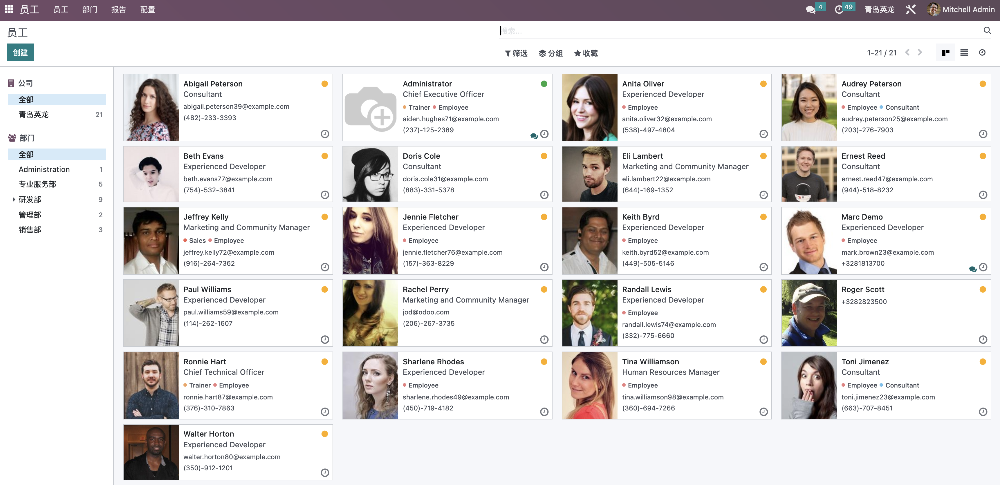 员工 员工 部门 报告 配置 4 49 青岛英龙 Mitchell Admin
员工
搜索...
创建
筛选 分组 收藏 1-21 / 21
公司
全部
青岛英龙 21
部门
全部
Administration 1
专业服务部 5
研发部 9
管理部 2
销售部 3
Abigail Peterson
Consultant
abigail.peterson39@example.com
(482)-233-3393
Administrator
Chief Executive Officer
Trainer Employee
aiden.hughes71@example.com
(237)-125-2389
Anita Oliver
Experienced Developer
Employee
anita.oliver32@example.com
(538)-497-4804
Audrey Peterson
Consultant
Employee Consultant
audrey.peterson25@example.com
(203)-276-7903
Beth Evans
Experienced Developer
beth.evans77@example.com
(754)-532-3841
Doris Cole
Consultant
doris.cole31@example.com
(883)-331-5378
Eli Lambert
Marketing and Community Manager
eli.lambert22@example.com
(644)-169-1352
Ernest Reed
Consultant
ernest.reed47@example.com
(944)-518-8232
Jeffrey Kelly
Marketing and Community Manager
Sales Employee
jeffrey.kelly72@example.com
(916)-264-7362
Jennie Fletcher
Experienced Developer
Employee
jennie.fletcher76@example.com
(157)-363-8229
Keith Byrd
Experienced Developer
Employee
keith.byrd52@example.com
(449)-505-5146
Marc Demo
Experienced Developer
Employee
mark.brown23@example.com
+3281813700
Paul Williams
Experienced Developer
paul.williams59@example.com
(114)-262-1607
Rachel Perry
Marketing and Community Manager
jod@odoo.com
(206)-267-3735
Randall Lewis
Experienced Developer
Employee
randall.lewis74@example.com
(332)-775-6660
Roger Scott
+3282823500
Ronnie Hart
Chief Technical Officer
Trainer Employee
ronnie.hart87@example.com
(376)-310-7863
Sharlene Rhodes
Experienced Developer
Employee
sharlene.rhodes49@example.com
(450)-719-4182
Tina Williamson
Human Resources Manager
Employee
tina.williamson98@example.com
(360)-694-7266
Toni Jimenez
Consultant
Employee Consultant
toni.jimenez23@example.com
(663)-707-8451
Walter Horton
Experienced Developer
walter.horton80@example.com
(350)-912-1201